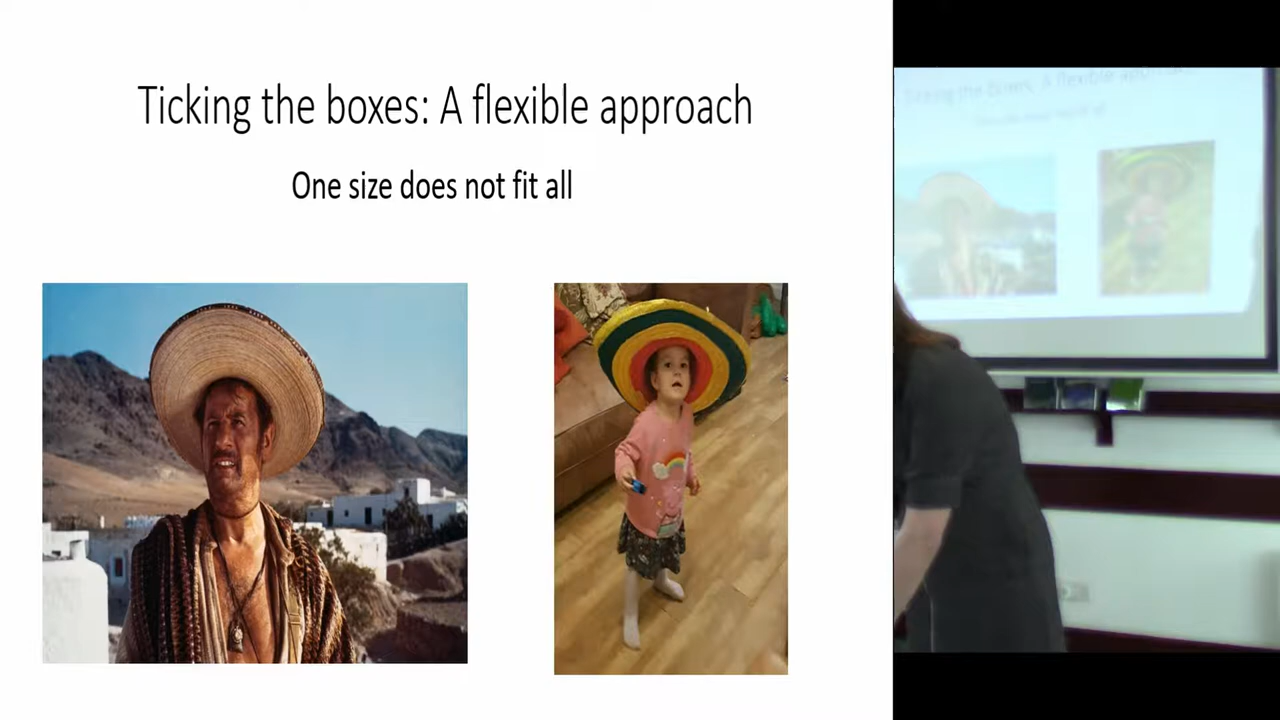 Ticking the boxes: A flexible approach
One size does not fit all